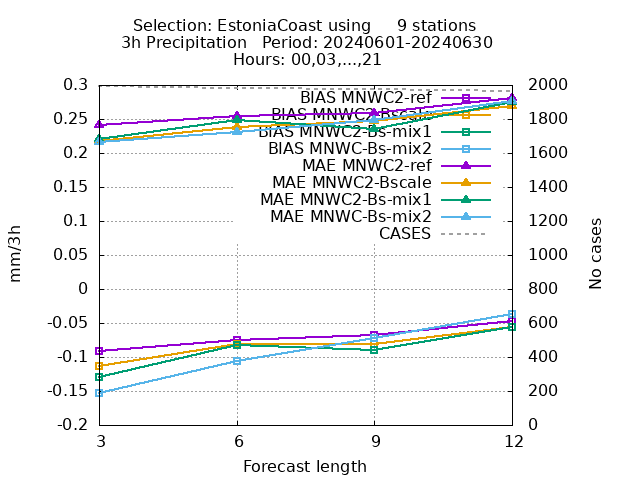 Selection: EstoniaCoast using 9 stations
3h Precipitation Period: 20240601-20240630
Hours: 00,03,...,21
0.3
0.25
0.2
0.15
0.1
0.05
0
-0.05
-0.1
-0.15
-0.2
mm/3h
BIAS MNWC2-ref
BIAS MNWC2-Bscale
BIAS MNWC2-Bs-mix1
BIAS MNWC-Bs-mix2
MAE MNWC2-ref
MAE MNWC2-Bscale
MAE MNWC2-Bs-mix1
MAE MNWC-Bs-mix2
CASES
2000
1800
1600
1400
1200
1000
800
600
400
200
0
No cases
3
6
9
12
Forecast length